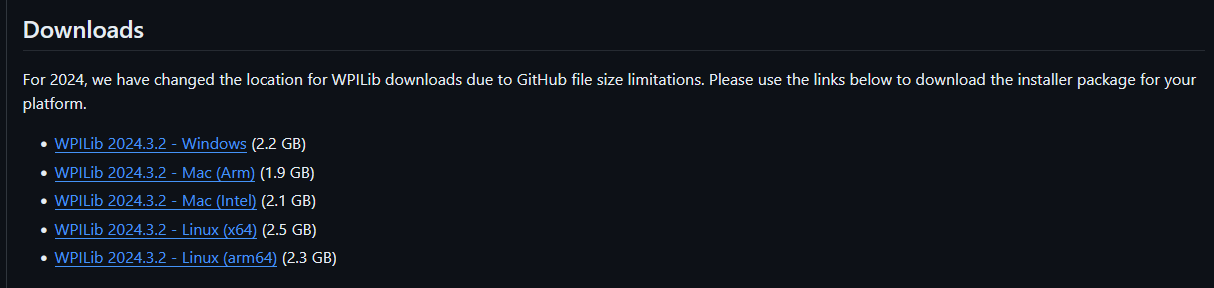 Downloads
For 2024, we have changed the location for WPILib downloads due to GitHub file size limitations. Please use the links below to download the installer package for your
platform.
• WPILib 2024.3.2 - Windows (2.2 GB)
• WPILib 2024.3.2 - Mac (Arm) (1.9 GB)
• WPILib 2024.3.2 - Mac (Intel) (2.1 GB)
• WPILib 2024.3.2 - Linux (x64) (2.5 GB)
• WPILib 2024.3.2 - Linux (arm64) (2.3 GB)